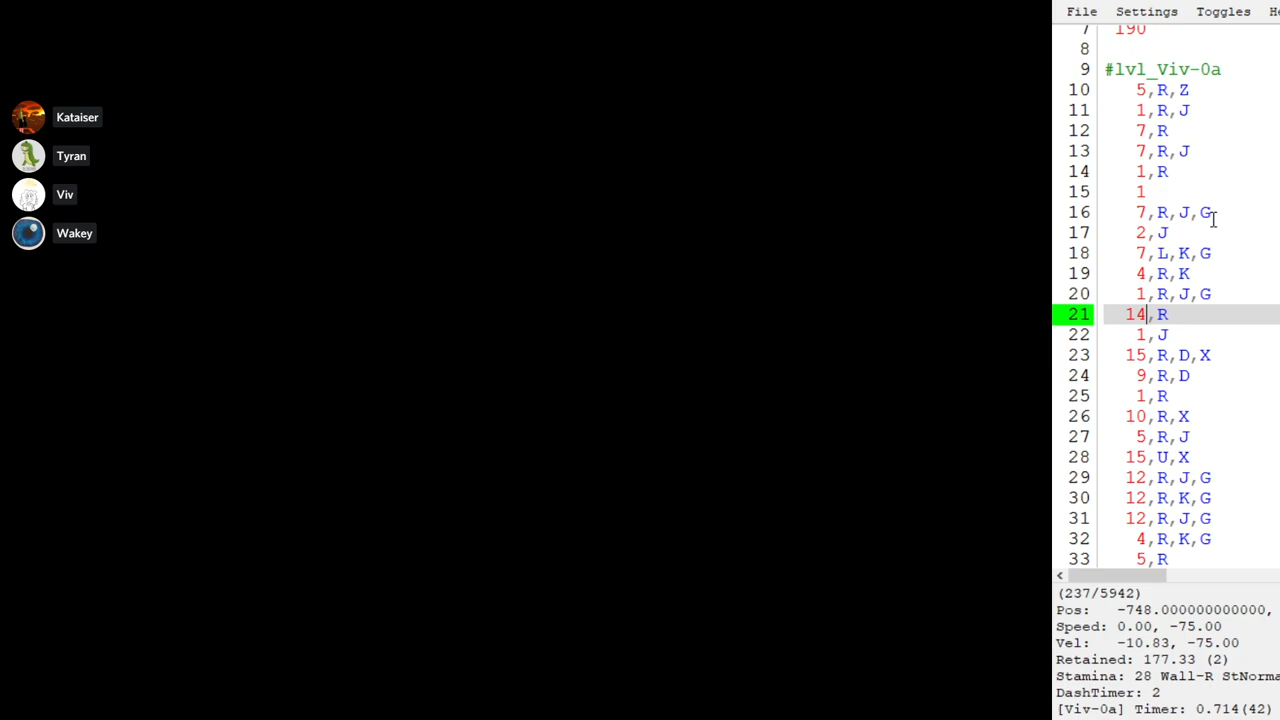 Kataiser
Tyran
Viv
Wakey
File Settings Toggles
7 190
8
9 #lvl_Viv-0a
10 5,R,Z
11 1,R,J
12 7,R
13 7,R,J
14 1,R
15 1
16 7,R,J,G
17 2,J
18 7,L,K,G
19 4,R,K
20 1,R,J,G
21 14,R
22 1,J
23 15,R,D,X
24 9,R,D
25 1,R
26 10,R,X
27 5,R,J
28 15,U,X
29 12,R,J,G
30 12,R,K,G
31 12,R,J,G
32 4,R,K,G
33 5,R
(237/5942)
Pos: -748.000000000000,
Speed: 0.00, -75.00
Vel: -10.83, -75.00
Retained: 177.33 (2)
Stamina: 28 Wall-R StNorma
DashTimer: 2
[Viv-0a] Timer: 0.714(42)